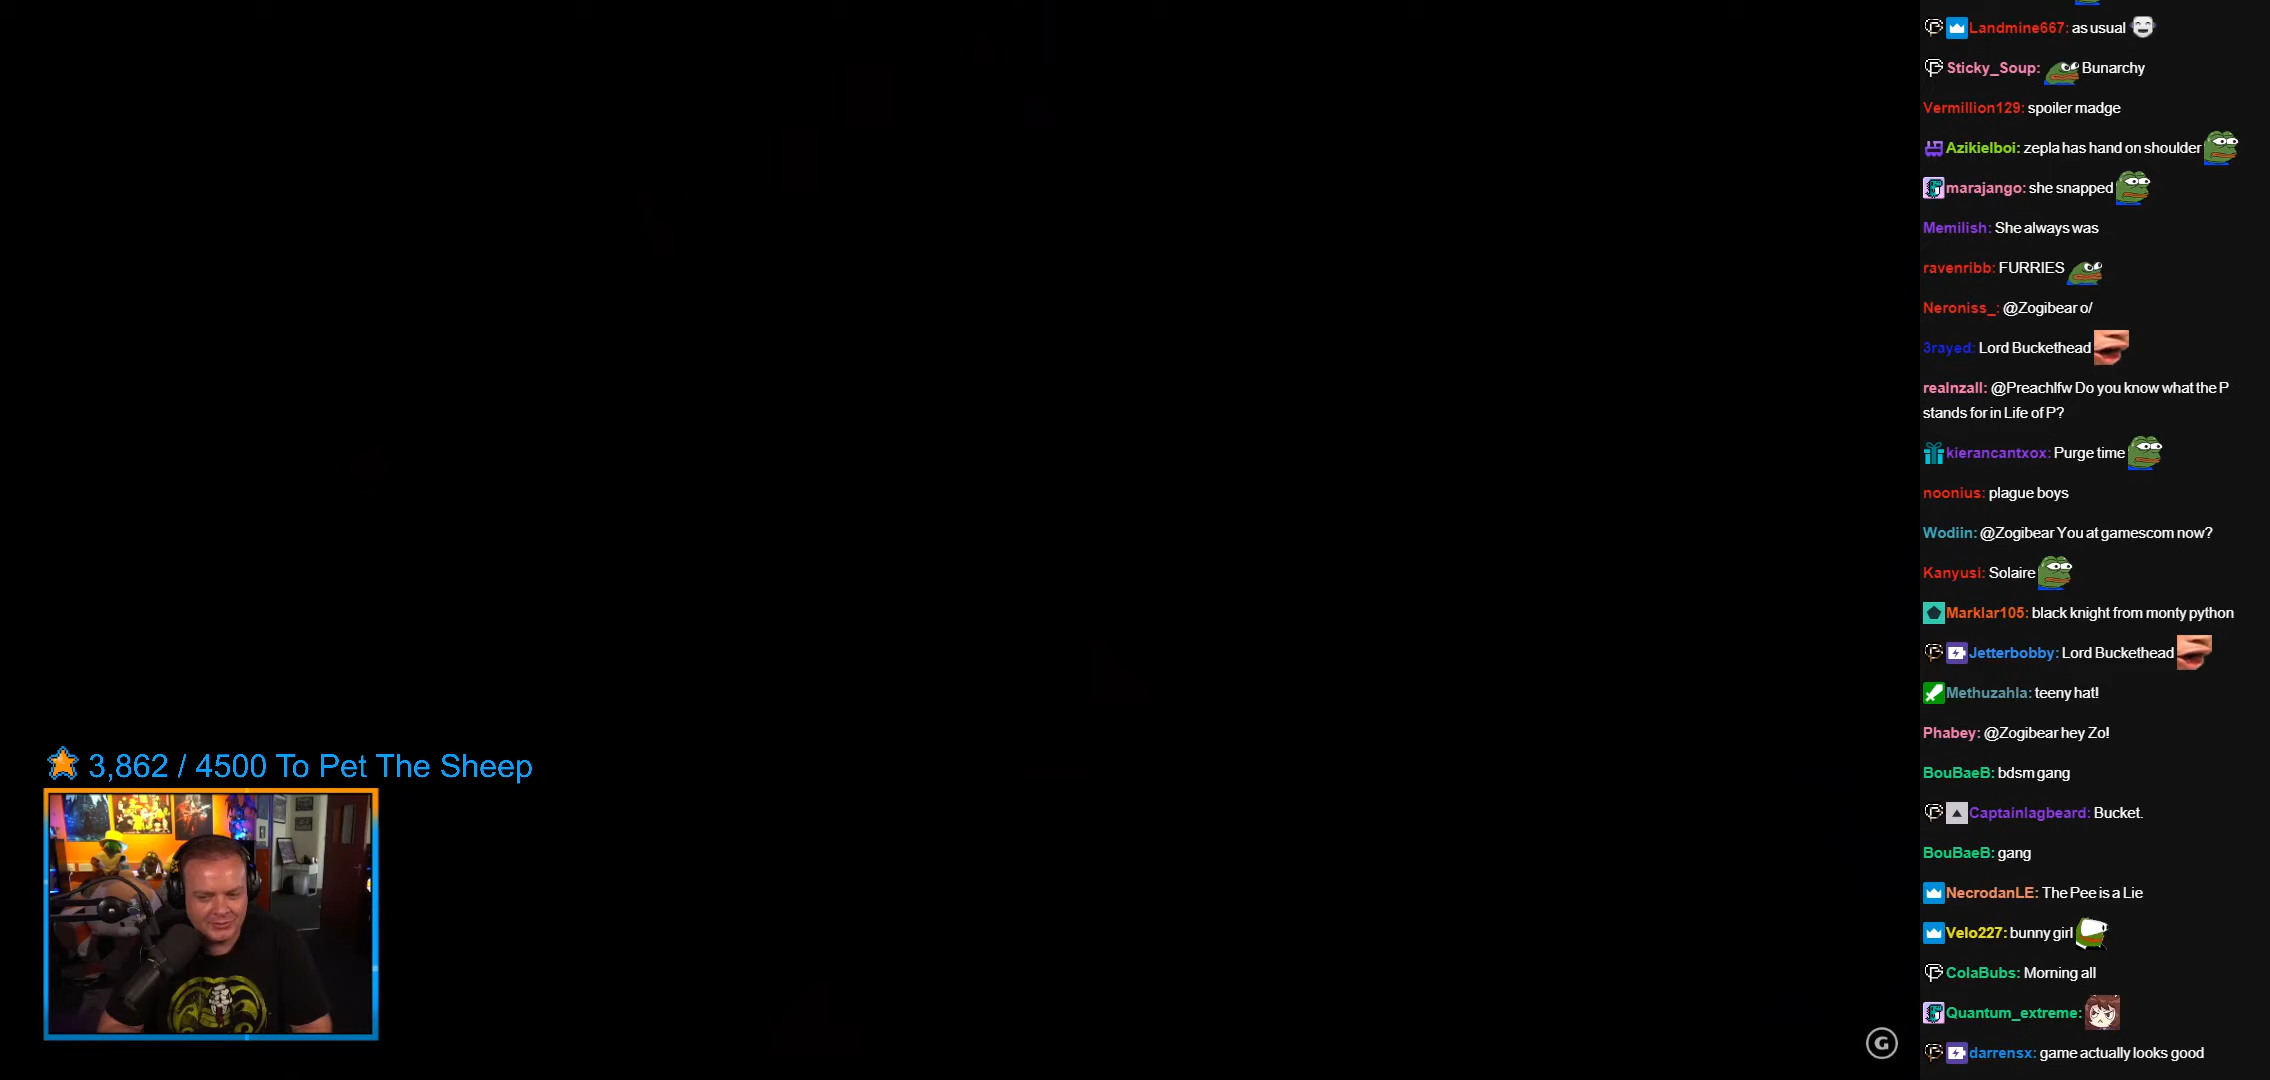 Landmine667: as usual
Sticky_Soup: Bunarchy
Vermillion129: spoiler madge
Azikielboi: zepla has hand on shoulder
marajango: she snapped
Memilish: She always was
ravenribb: FURRIES
Neroniss_: @Zogibear o/
3rayed: Lord Buckethead
realnzall: @Preachlfw Do you know what the P
stands for in Life of P?
kierancantxox: Purge time
noonius: plague boys
Wodiin: @Zogibear You at gamescom now?
Kanyusi: Solaire
Marklar105: black knight from monty python
Jetterbobby: Lord Buckethead
Methuzahla: teeny hat!
Phabey: @Zogibear hey Zo!
BouBaeB: bdsm gang
Captainlagbeard: Bucket.
BouBaeB: gang
NecrodanLE: The Pee is a Lie
Velo227: bunny girl
ColaBubs: Morning all
Quantum_extreme:
darrensx: game actually looks good
3,862 / 4500 To Pet The Sheep
G